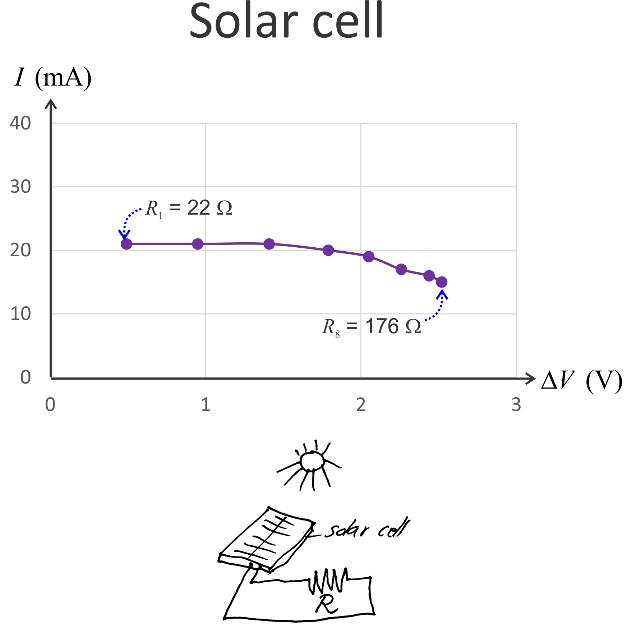 Solar cell
I (mA)
40
30
R₁ = 22 Ω
20
10
R₈ = 176 Ω
0
ΔV (V)
0 1 2 3
solar cell
R